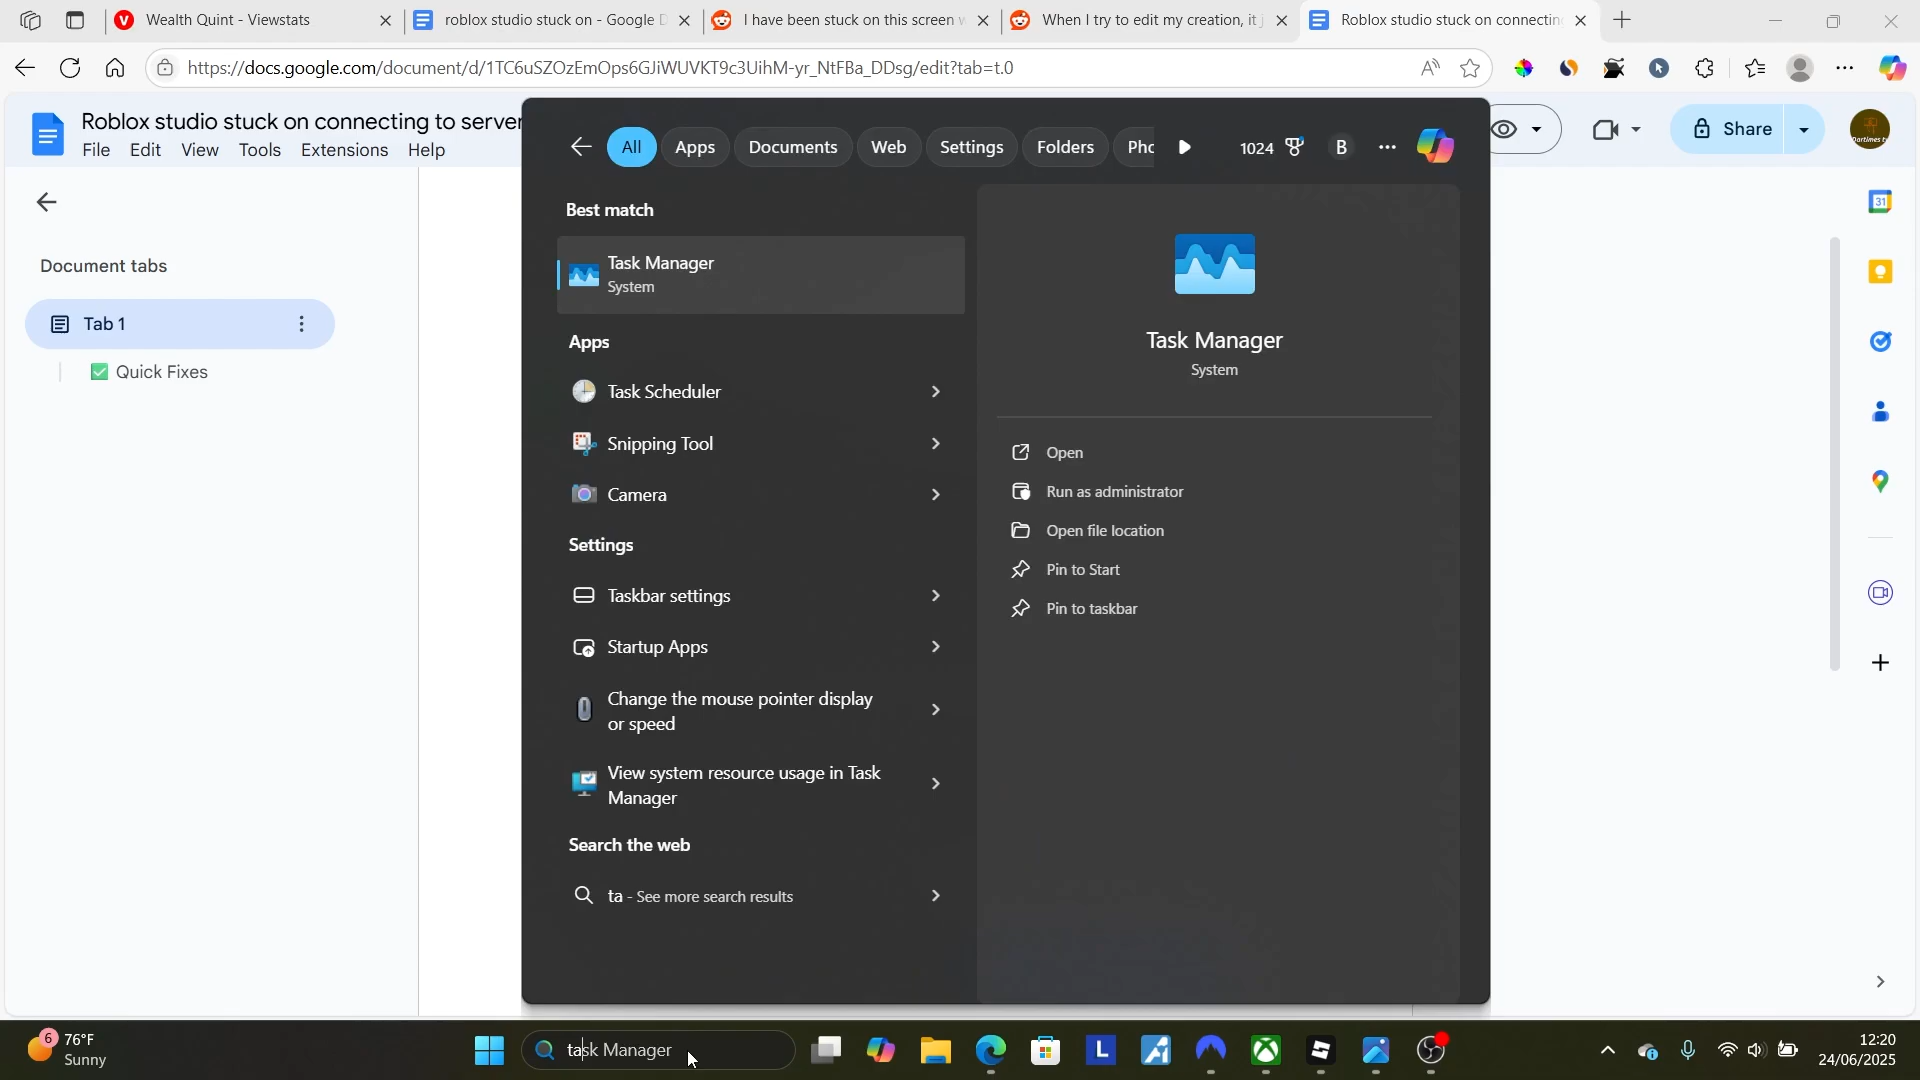 Wealth Quint - Viewstats
roblox studio stuck on - Google D
I have been stuck on this screen w
When I try to edit my creation, it j
Roblox studio stuck on connectin
https://docs.google.com/document/d/1TC6uSZOzEmOps6GJiWUVKT9c3UihM-yr_NtFBa_DDsg/edit?tab=t.0
Roblox studio stuck on connecting to server
File Edit View Tools Extensions Help
Share
All Apps Documents Web Settings Folders Pho
1024
B
Document tabs
Tab 1
Quick Fixes
Best match
Task Manager
System
Apps
Task Scheduler
Snipping Tool
Camera
Settings
Taskbar settings
Startup Apps
Change the mouse pointer display
or speed
View system resource usage in Task
Manager
Search the web
ta - See more search results
Task Manager
System
Open
Run as administrator
Open file location
Pin to Start
Pin to taskbar
31
6
76°F
Sunny
task Manager
L
12:20
24/06/2025